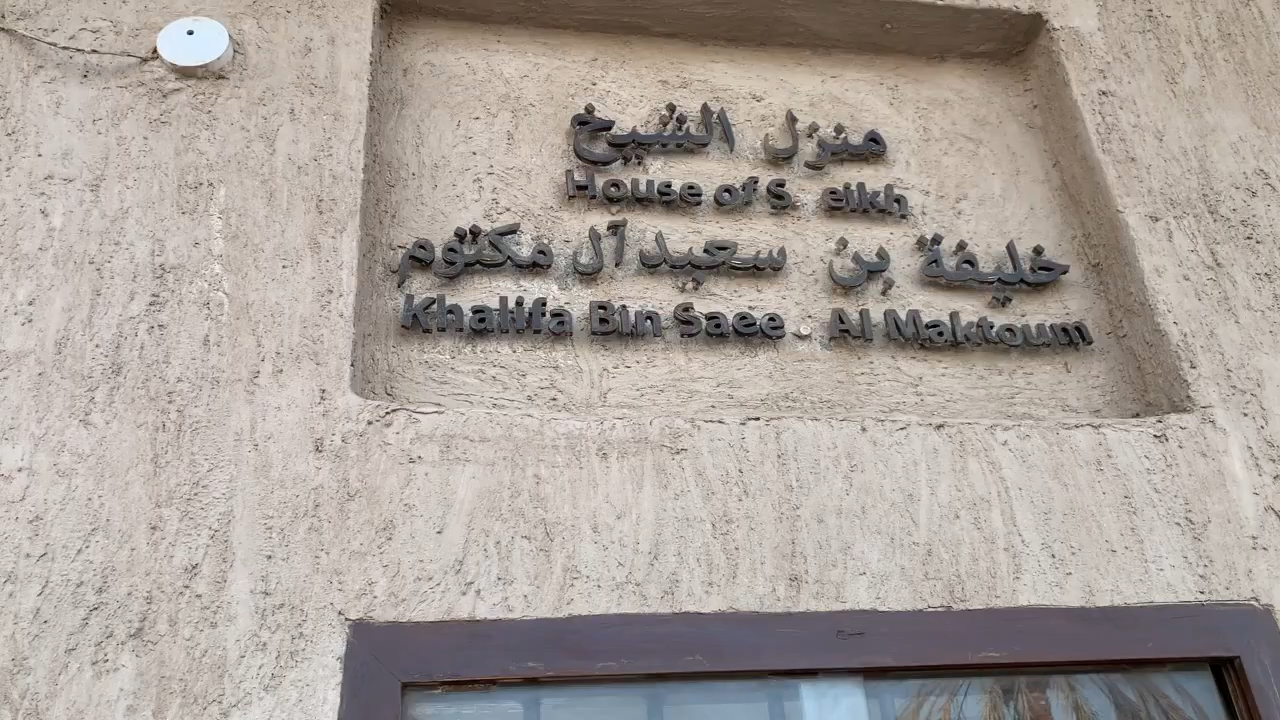 منزل الشيخ
House of S eikh
خليفة بن سعيد آل مكتوم
Khalifa Bin Saee Al Maktoum